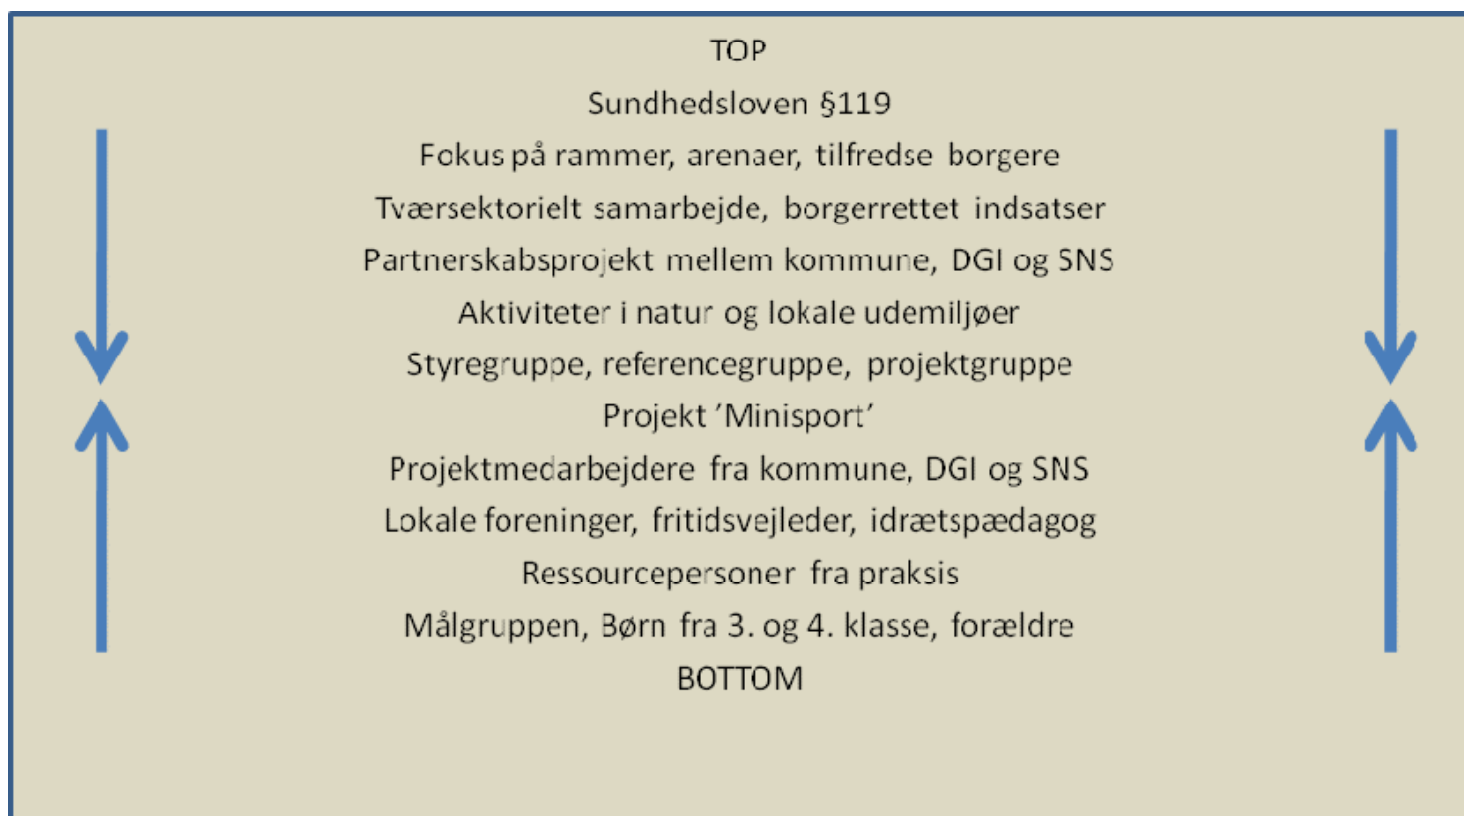 TOP
Sundhedsloven §119
Fokus på rammer, arenaer, tilfredse borgere
Tværsektorielt samarbejde, borgerrettet indsatser
Partnerskabsprojekt mellem kommune, DGI og SNS
Aktiviteter i natur og lokale udemiljøer
Styregruppe, referencegruppe, projektgruppe
Projekt ’Minisport’
Projektmedarbejdere fra kommune, DGI og SNS
Lokale foreninger, fritidsvejleder, idrætspædagog
Ressourcepersoner fra praksis
Målgruppen, Børn fra 3. og 4. klasse, forældre
BOTTOM